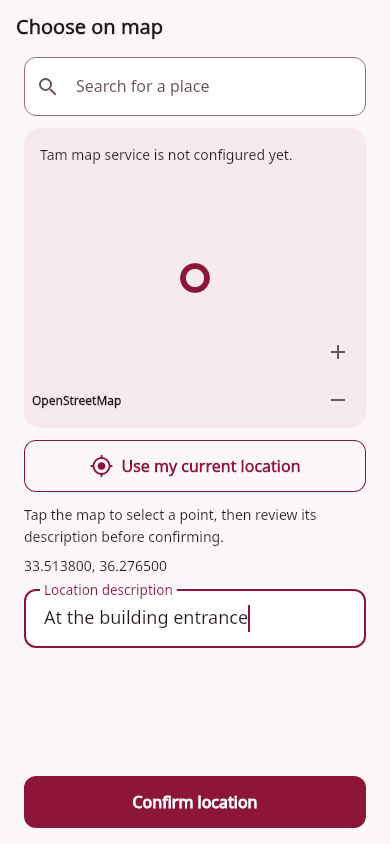 Choose on map
Search for a place
Tam map service is not configured yet.
OpenStreetMap
Use my current location
Tap the map to select a point, then review its
description before confirming.
33.513800, 36.276500
Location description
At the building entrance
Confirm location